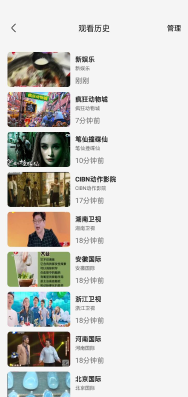 观看历史
管理
新娱乐
新娱乐
刚刚
疯狂动物城
疯狂动物城
7分钟前
笔仙撞碟仙
笔仙撞碟仙
10分钟前
CIBN动作影院
CIBN动作影院
17分钟前
湖南卫视
湖南卫视
18分钟前
安徽国际
安徽国际
18分钟前
浙江卫视
浙江卫视
18分钟前
河南国际
河南国际
18分钟前
北京国际
北京国际